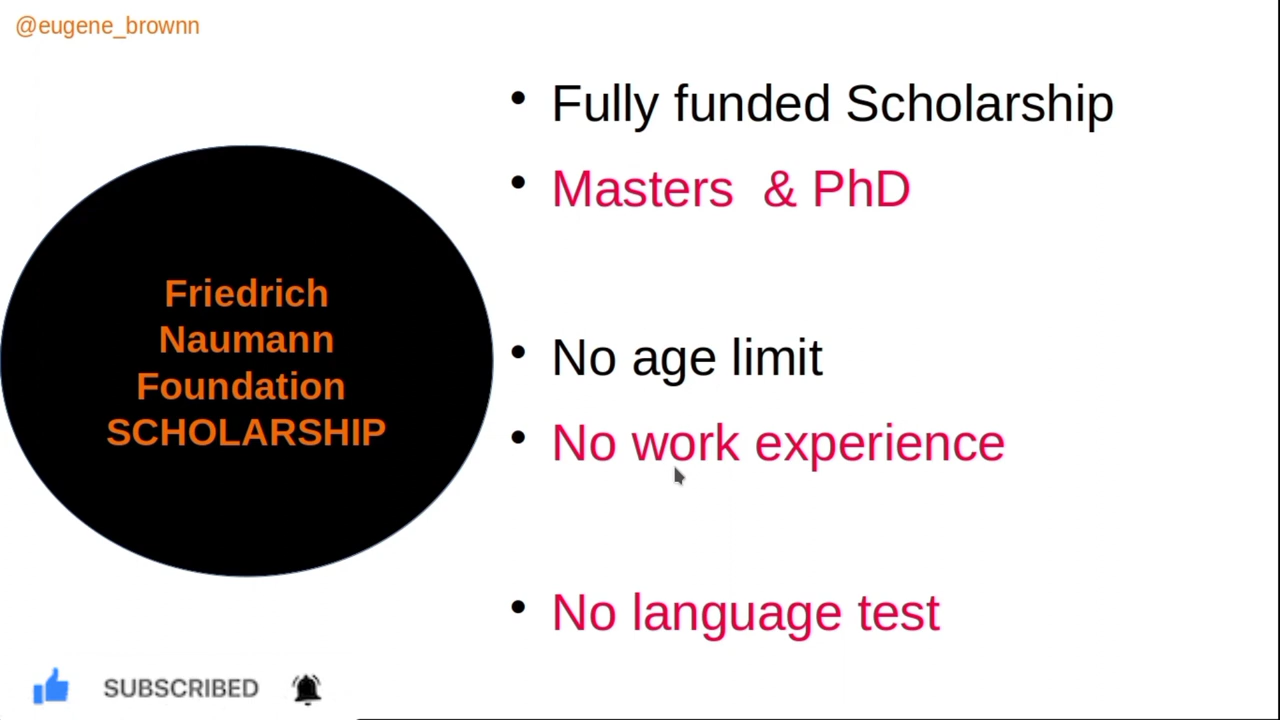 @eugene_brownn
Friedrich
Naumann
Foundation
SCHOLARSHIP
• Fully funded Scholarship
• Masters & PhD
• No age limit
• No work experience
• No language test
SUBSCRIBED